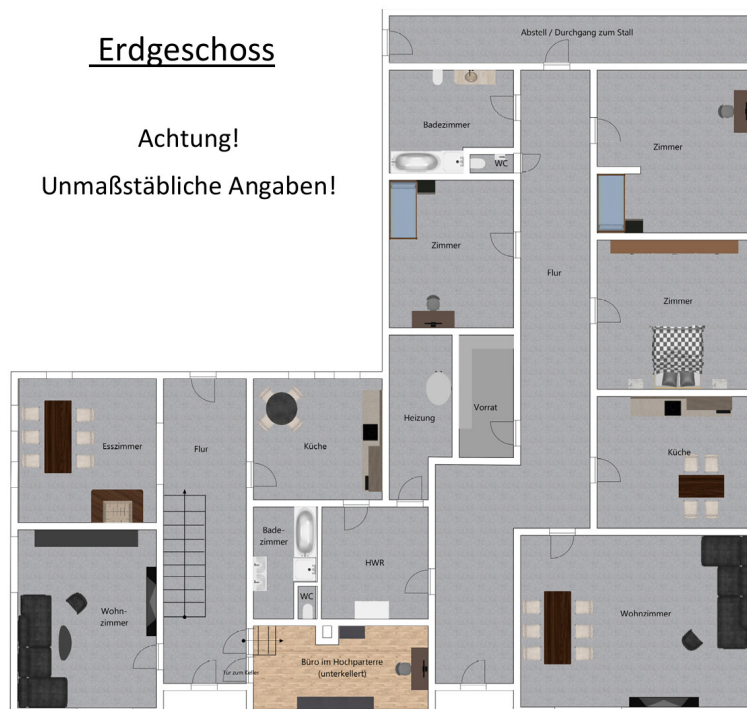 Erdgeschoss
Achtung!
Unmaßstäbliche Angaben!
Abstell / Durchgang zum Stall
Badezimmer
WC
Zimmer
Zimmer
Flur
Zimmer
Heizung
Vorrat
Esszimmer
Flur
Küche
Küche
Bade-
zimmer
HWR
WC
Wohn-
zimmer
Wohnzimmer
Büro im Hochparterre
(unterkellert)
Tür zum Keller